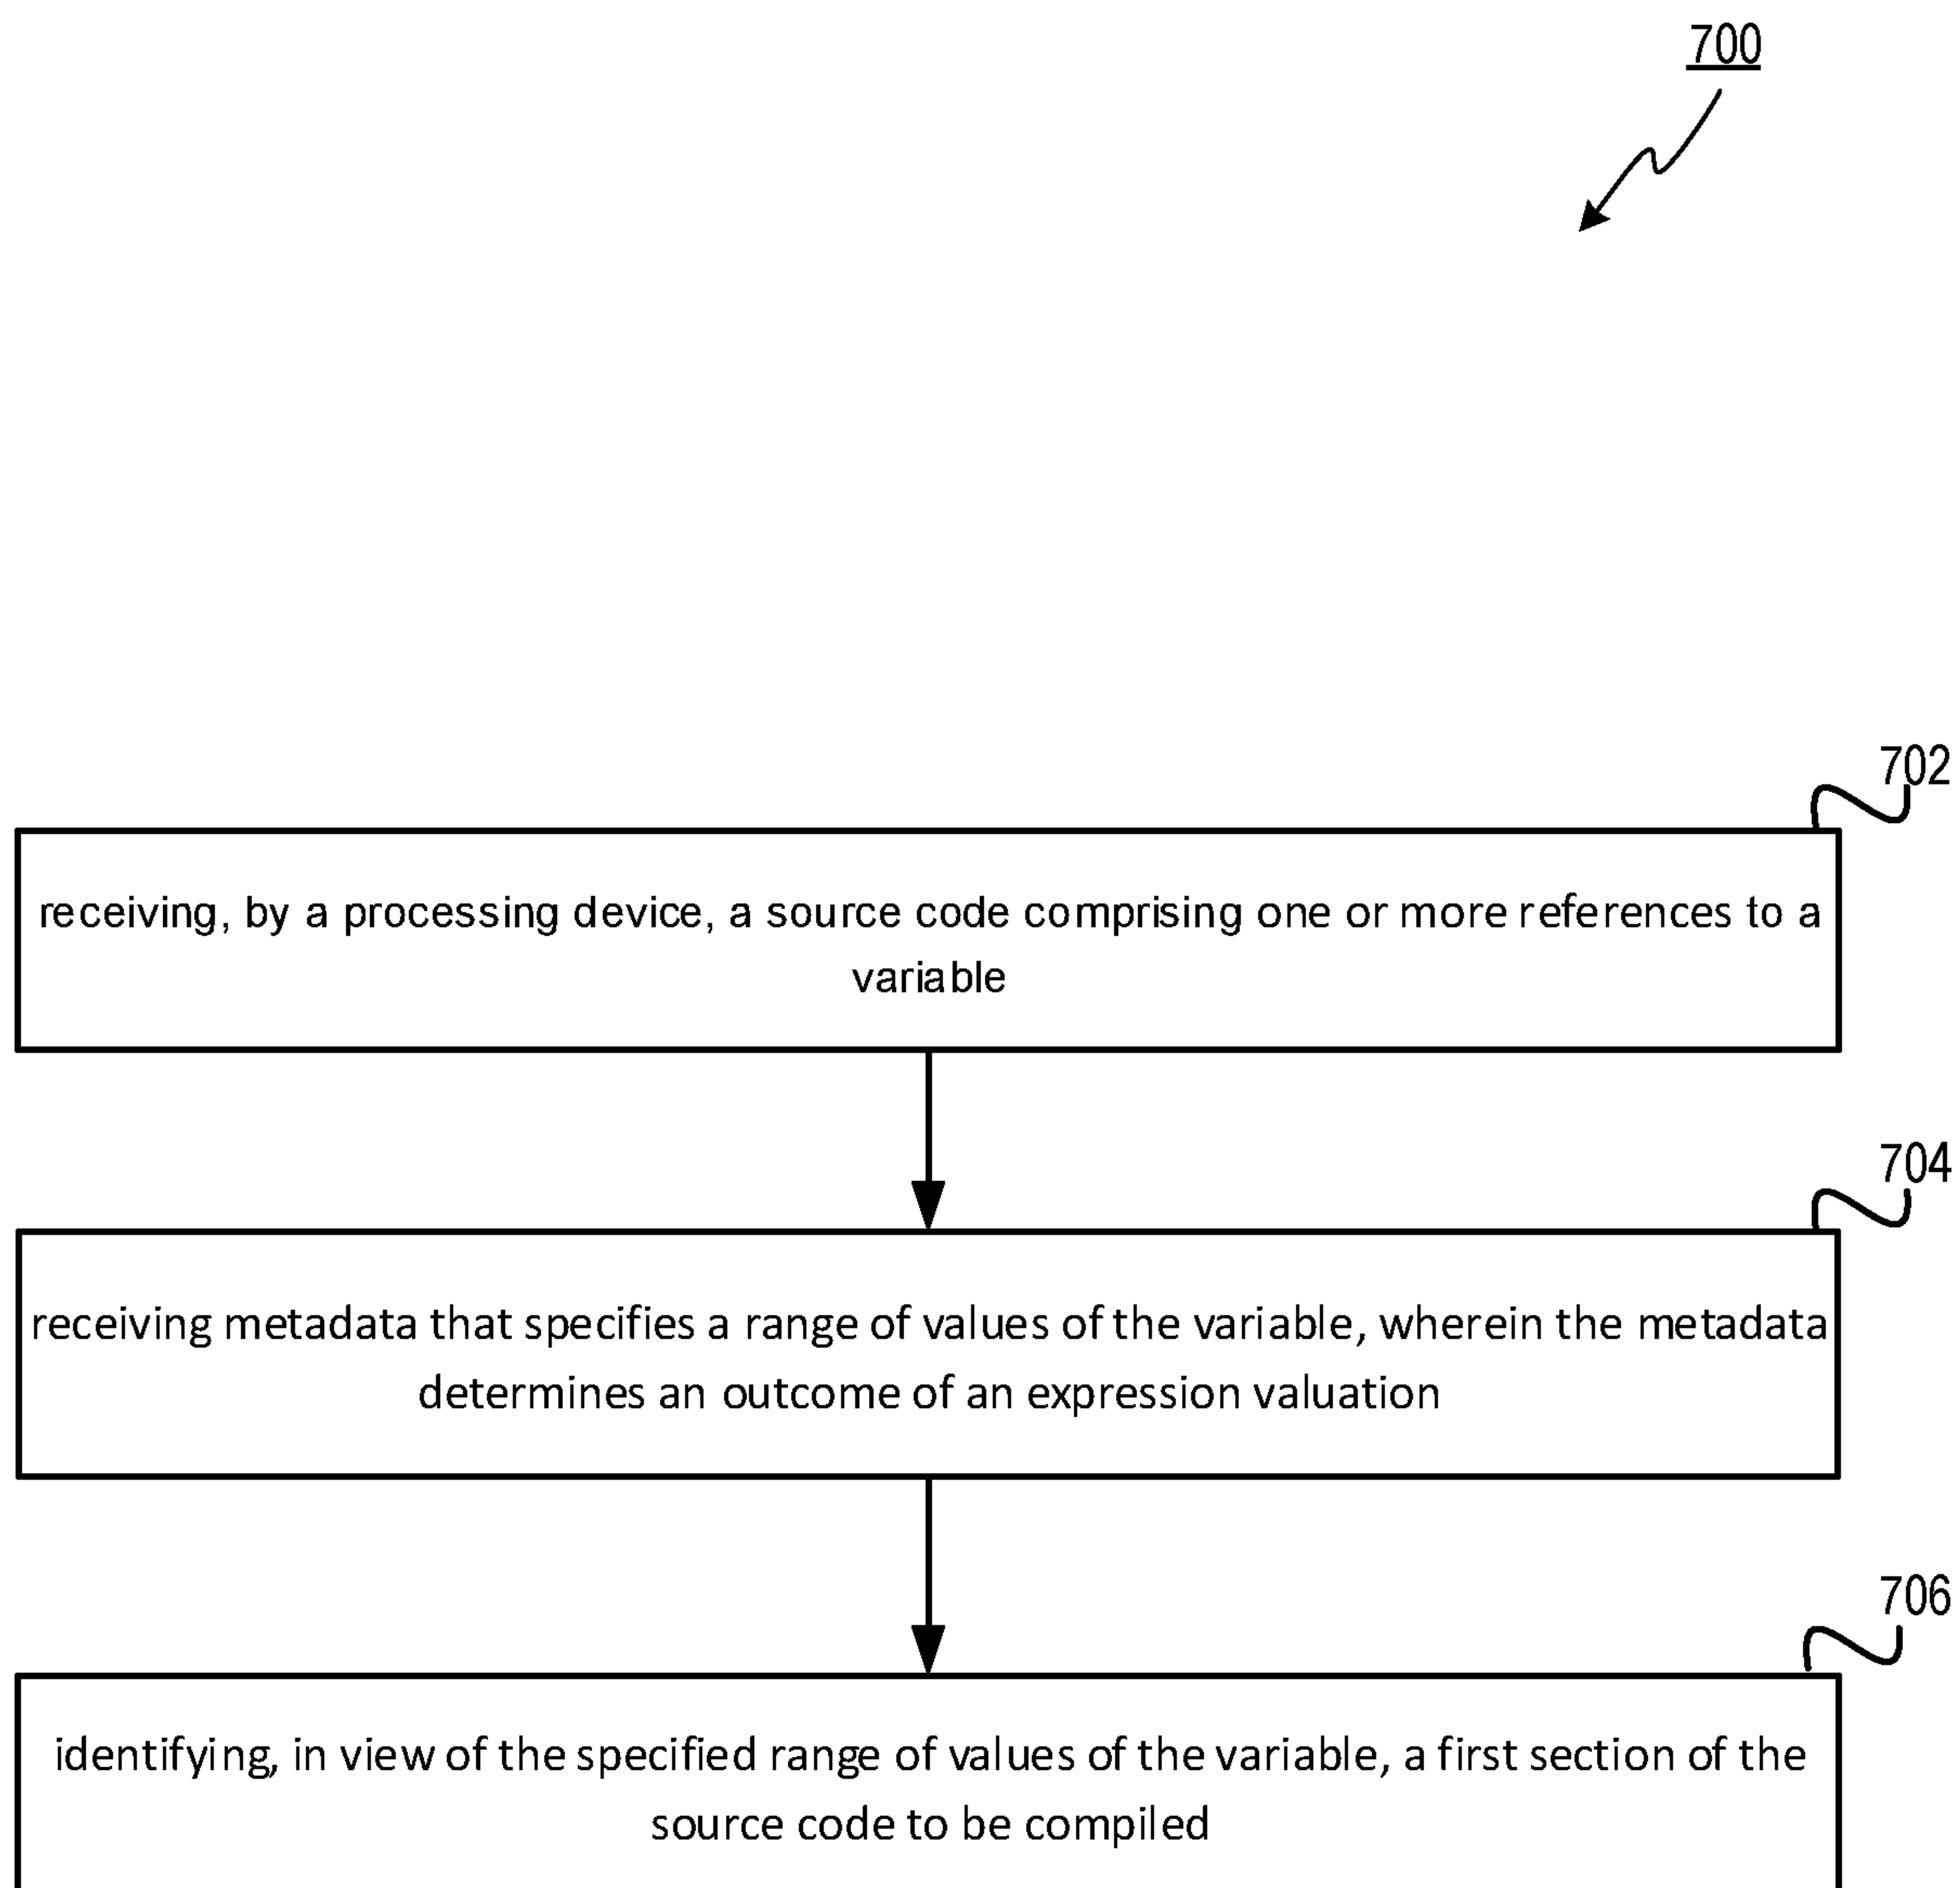 700
702
receiving, by a processing device, a source code comprising one or more references to a
variable
704
receiving metadata that specifies a range of values of the variable, wherein the metadata
determines an outcome of an expression valuation
706
identifying, in view of the specified range of values of the variable, a first section of the
source code to be compiled